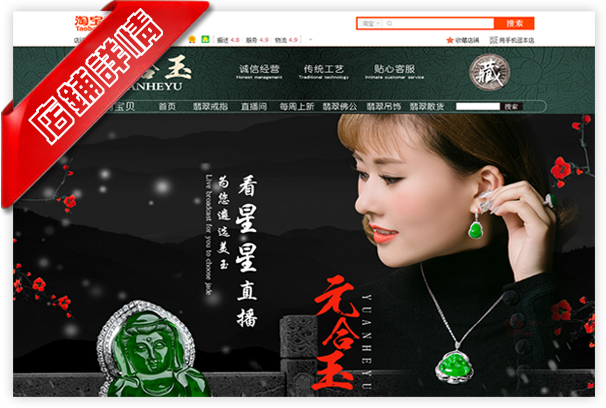 淘宝
Taobao
淘宝
搜索
描述 4.8 服务 4.9 物流 4.9
收藏店铺
用手机逛本店
店鋪詳情
合玉
ANHEYU
诚信经营
Honest management
传统工艺
Traditional technology
贴心客服
Intimate customer service
藏
宝贝 首页 翡翠戒指 直播间 每周上新 翡翠佛公 翡翠吊饰 翡翠散货
搜索
看星星直播
为您遴选美玉
Live broadcast for you to choose jade
元合玉
YUANHEYU